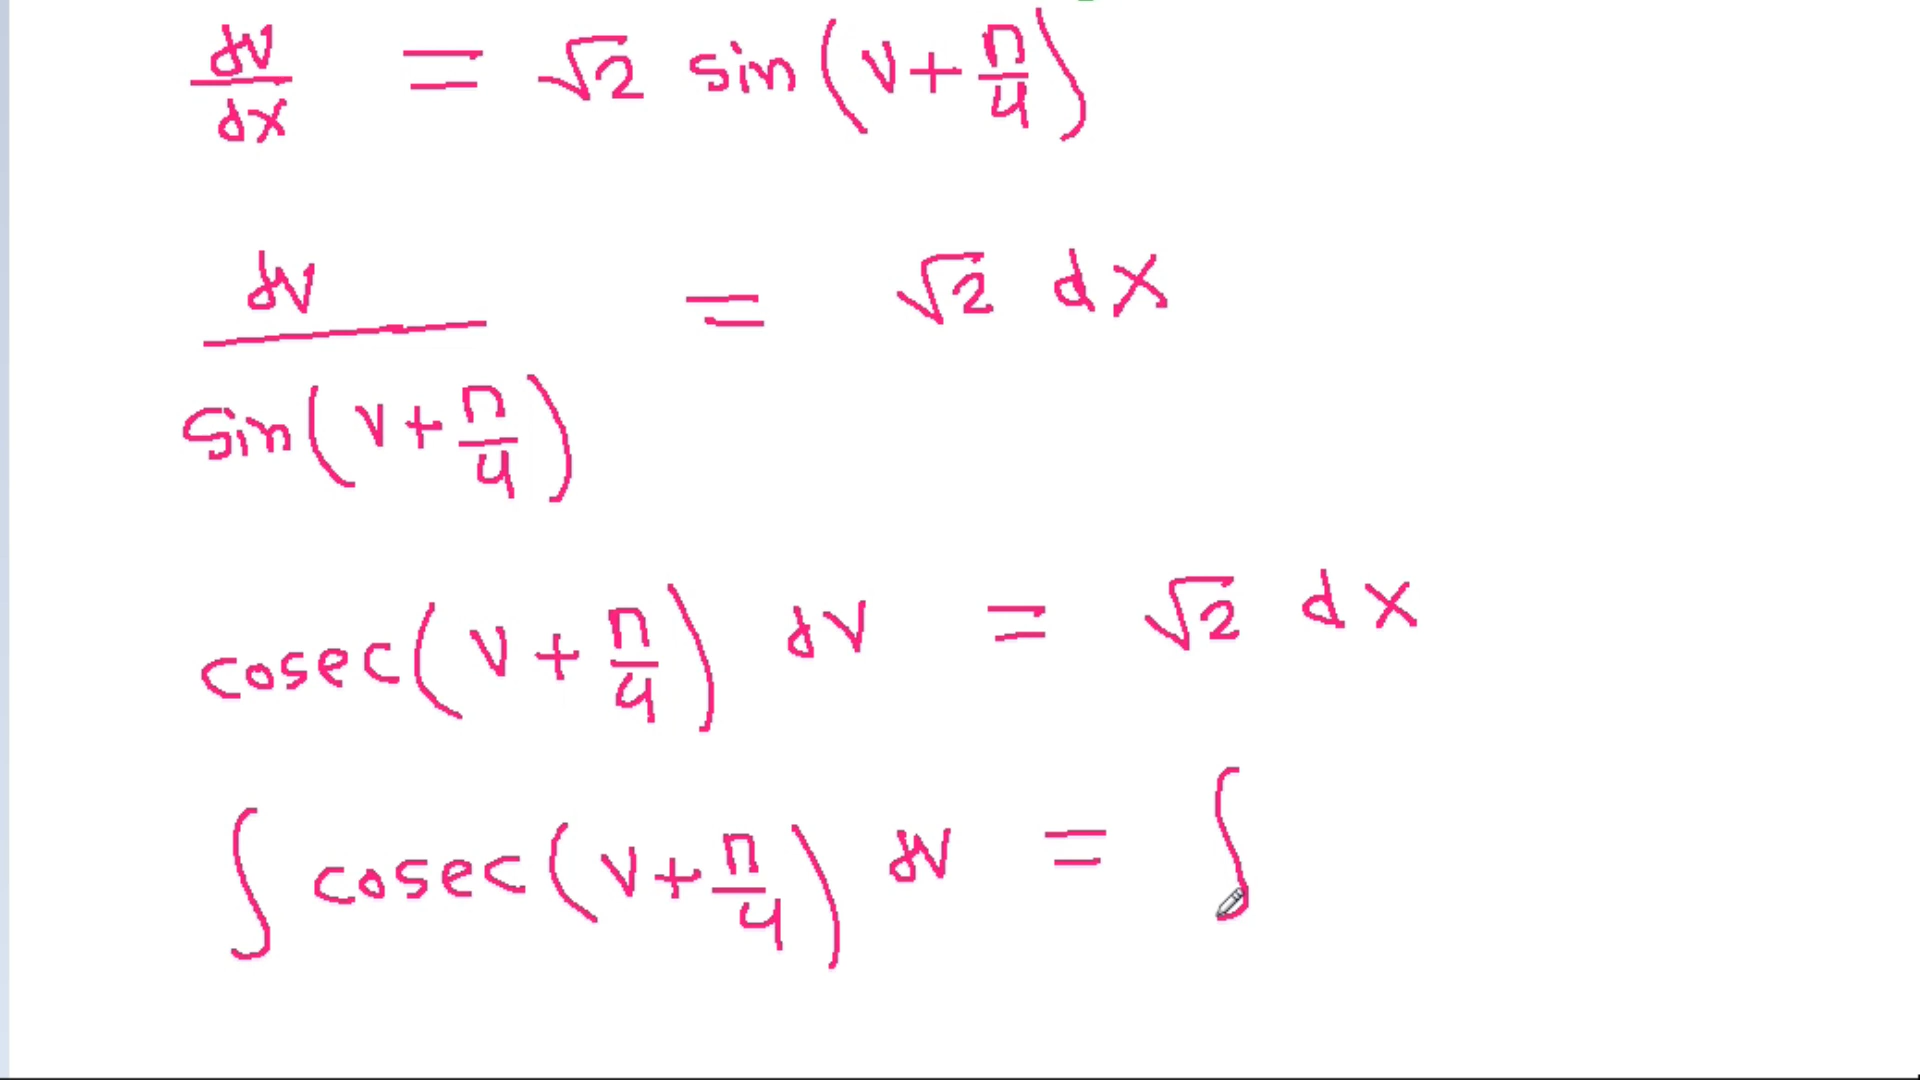 dv/dx = √2 sin(v+π/4)
dv/sin(v+π/4) = √2 dx
cosec(v+π/4) dv = √2 dx
∫ cosec(v+π/4) dv = ∫